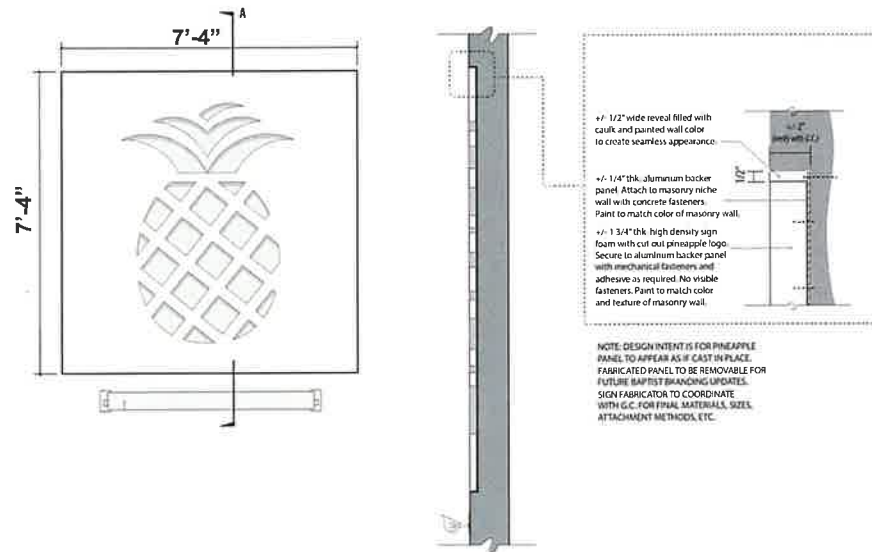 A
7'-4"
7'-4"
+/- 1/2" wide reveal filled with
caulk and painted wall color
to create seamless appearance.
+/- 1/4" thk. aluminum backer
panel. Attach to masonry niche
wall with concrete fasteners.
Paint to match color of masonry wall.
+/- 1 3/4" thk. high density sign
foam with cut out pineapple logo.
Secure to aluminum backer panel
with mechanical fasteners and
adhesive as required. No visible
fasteners. Paint to match color
and texture of masonry wall.
+/- 2"
(verify with G.C.)
1/2"
NOTE: DESIGN INTENT IS FOR PINEAPPLE
PANEL TO APPEAR AS IF CAST IN PLACE.
FABRICATED PANEL TO BE REMOVABLE FOR
FUTURE BAPTIST BRANDING UPDATES.
SIGN FABRICATOR TO COORDINATE
WITH G.C. FOR FINAL MATERIALS, SIZES,
ATTACHMENT METHODS, ETC.